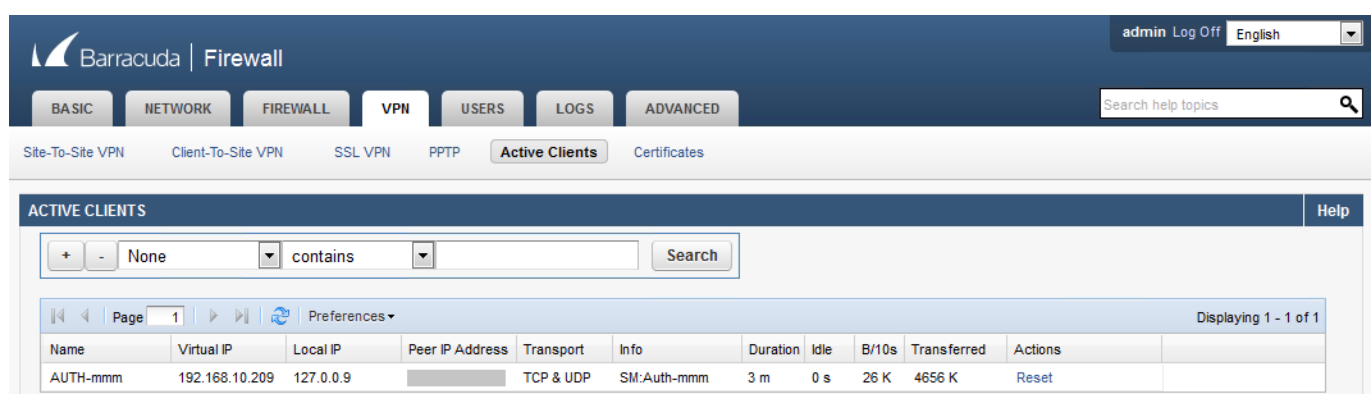 admin Log Off English
Barracuda | Firewall
BASIC NETWORK FIREWALL VPN USERS LOGS ADVANCED Search help topics
Site-To-Site VPN Client-To-Site VPN SSL VPN PPTP Active Clients Certificates
ACTIVE CLIENTS Help
+ - None contains Search
Page 1 Preferences Displaying 1 - 1 of 1
Name Virtual IP Local IP Peer IP Address Transport Info Duration Idle B/10s Transferred Actions
AUTH-mmm 192.168.10.209 127.0.0.9 TCP & UDP SM:Auth-mmm 3 m 0 s 26 K 4656 K Reset